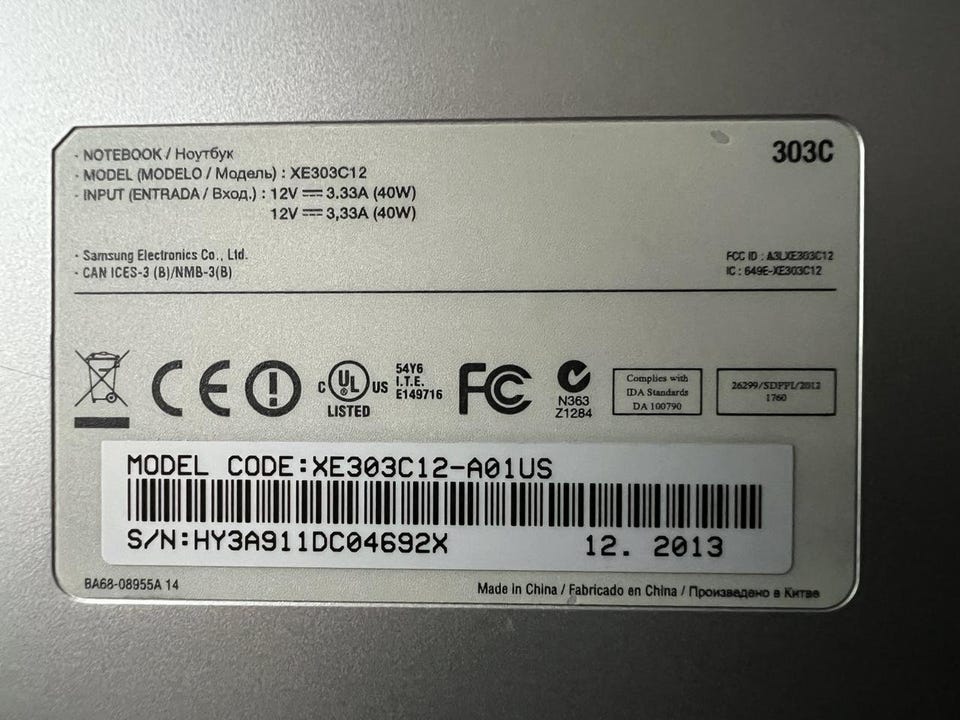 303C
· NOTEBOOK / Ноутбук
· MODEL (MODELO / Модель) : XE303C12
· INPUT (ENTRADA / Вход.) : 12V ⎓ 3.33A (40W)
12V ⎓ 3,33A (40W)
· Samsung Electronics Co., Ltd.
· CAN ICES-3 (B)/NMB-3(B)
FCC ID : A3LXE303C12
IC : 649E-XE303C12
CE
C UL US
LISTED
54Y6
I.T.E.
E149716
FC
N363
Z1284
Complies with
IDA Standards
DA 100790
26299/SDPPI/2012
1760
MODEL CODE:XE303C12-A01US
S/N:HY3A911DC04692X 12. 2013
BA68-08955A 14
Made in China / Fabricado en China / Произведено в Китае